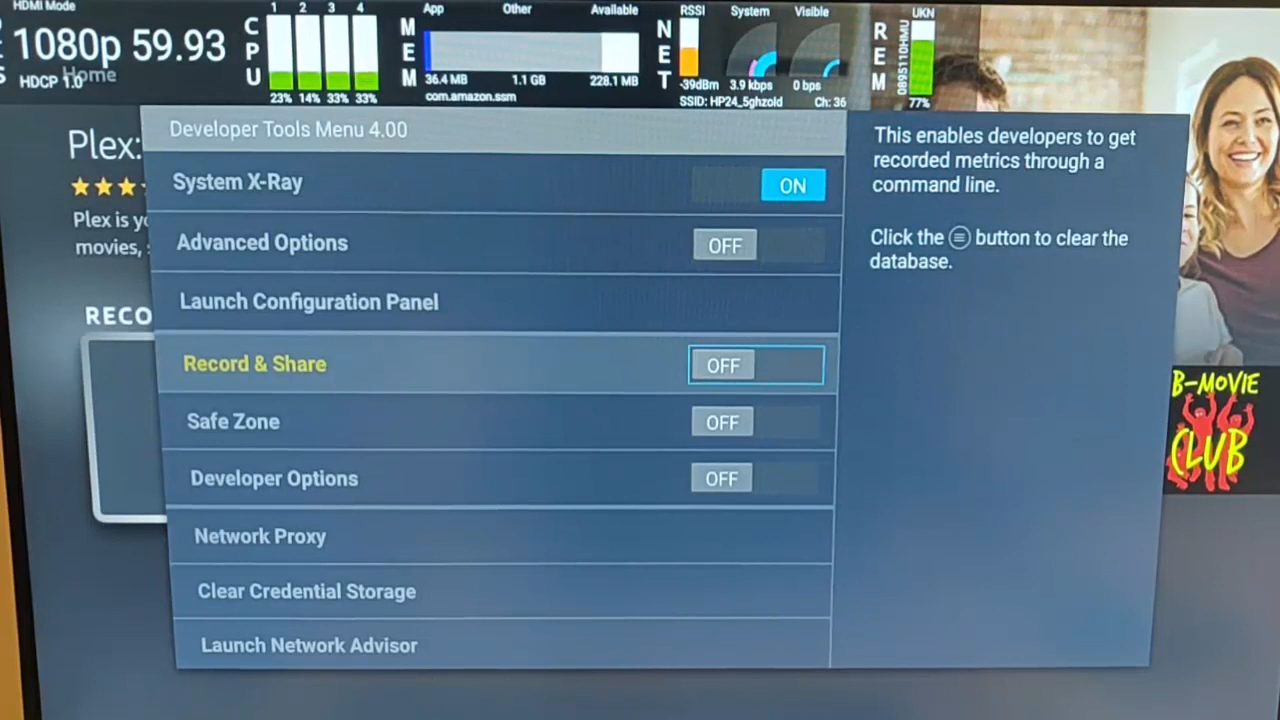 HDMI Mode
1080p 59.93
HDCP 1.0
Home
CPU
1 2 3 4
23% 14% 33% 33%
MEM
App Other Available
36.4 MB 1.1 GB 228.1 MB
com.amazon.ssm
NET
RSSI System Visible
-39dBm 3.9 kbps 0 bps
SSID: HP24_5ghzold Ch: 36
REM
0895110HMU
UKN
77%
Plex:
Plex is
movies,
RECO
Developer Tools Menu 4.00
System X-Ray ON
Advanced Options OFF
Launch Configuration Panel
Record & Share OFF
Safe Zone OFF
Developer Options OFF
Network Proxy
Clear Credential Storage
Launch Network Advisor
This enables developers to get
recorded metrics through a
command line.
Click the button to clear the
database.
B-MOVIE
CLUB